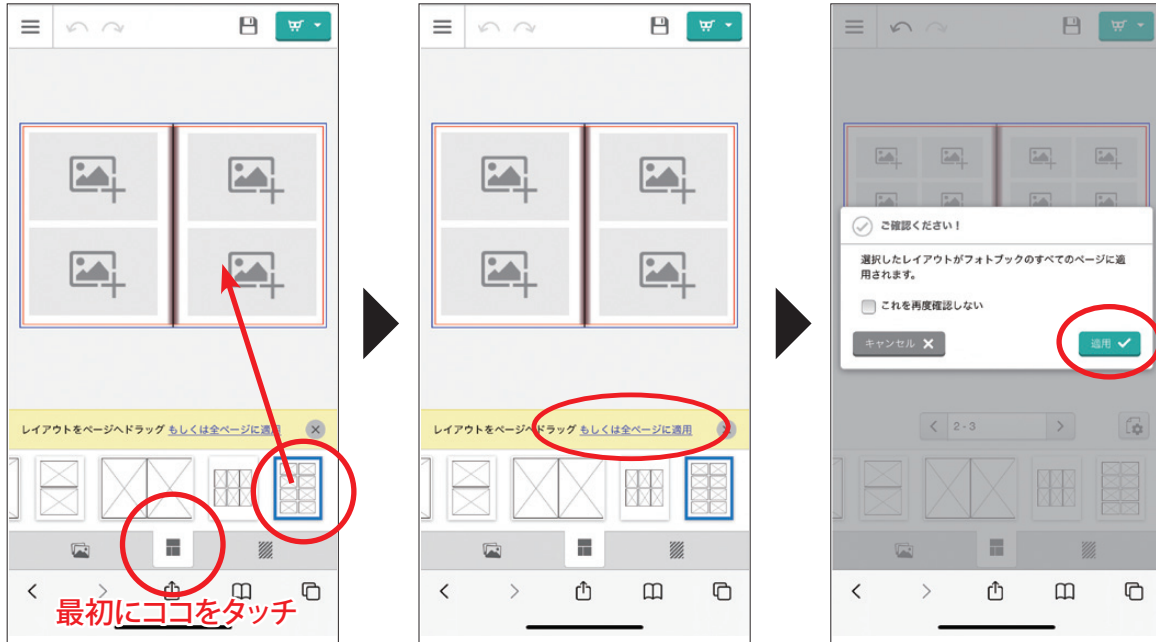 レイアウトをページへドラッグ もしくは全ページに適用
最初にココをタッチ
レイアウトをページへドラッグ もしくは全ページに適用
ご確認ください！
選択したレイアウトがフォトブックのすべてのページに適
用されます。
これを再度確認しない
キャンセル
適用
2-3